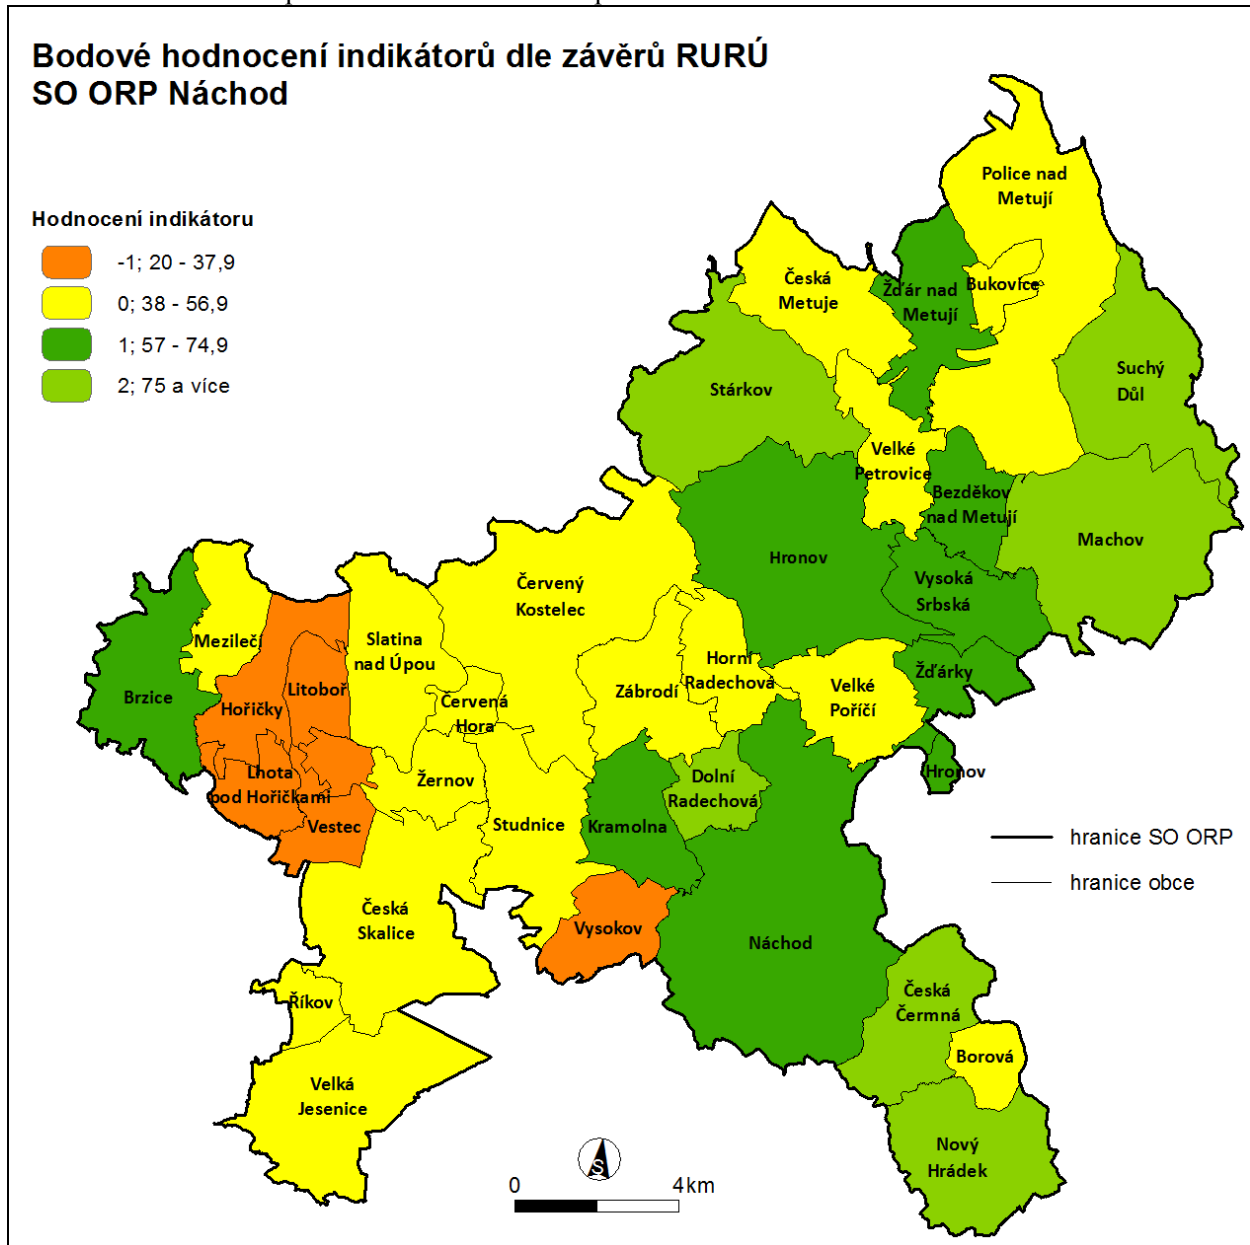 Bodové hodnocení indikátorů dle závěrů RURÚ
SO ORP Náchod
Hodnocení indikátoru
-1; 20 - 37,9
0; 38 - 56,9
1; 57 - 74,9
2; 75 a více
Police nad
Metují
Česká
Metuje
Žďár nad
Metují
Bukovice
Suchý
Důl
Stárkov
Velké
Petrovice
Bezděkov
nad Metují
Machov
Hronov
Vysoká
Srbská
Červený
Kostelec
Mezilečí
Slatina
nad Úpou
Horní
Radechová
Žďárky
Brzice
Hořičky
Litoboř
Červená
Hora
Zábrodí
Velké
Poříčí
Lhota
pod Hořičkami
Žernov
Dolní
Radechová
Hronov
Vestec
Studnice
Kramolna
hranice SO ORP
hranice obce
Česká
Skalice
Vysokov
Náchod
Říkov
Česká
Čermná
Borová
Velká
Jesenice
Nový
Hrádek
S
0 4km